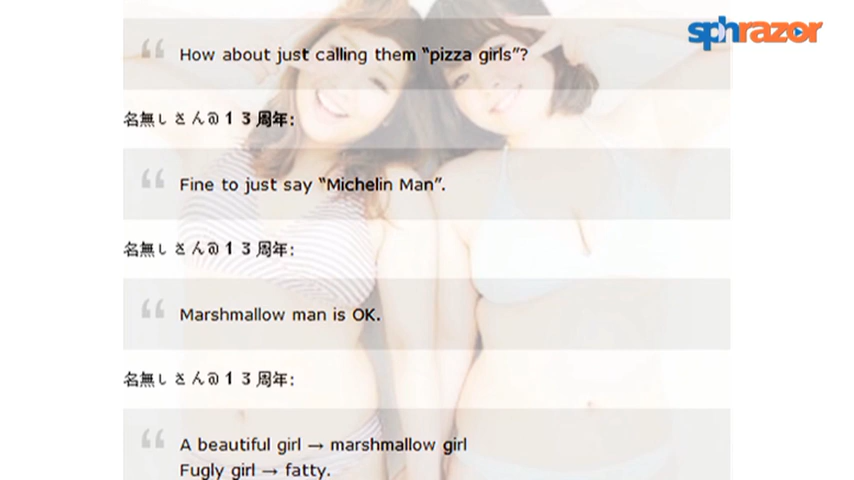 sphrazor
How about just calling them “pizza girls”?
名無しさん@１３周年:
Fine to just say “Michelin Man”.
名無しさん@１３周年:
Marshmallow man is OK.
名無しさん@１３周年:
A beautiful girl → marshmallow girl
Fugly girl → fatty.